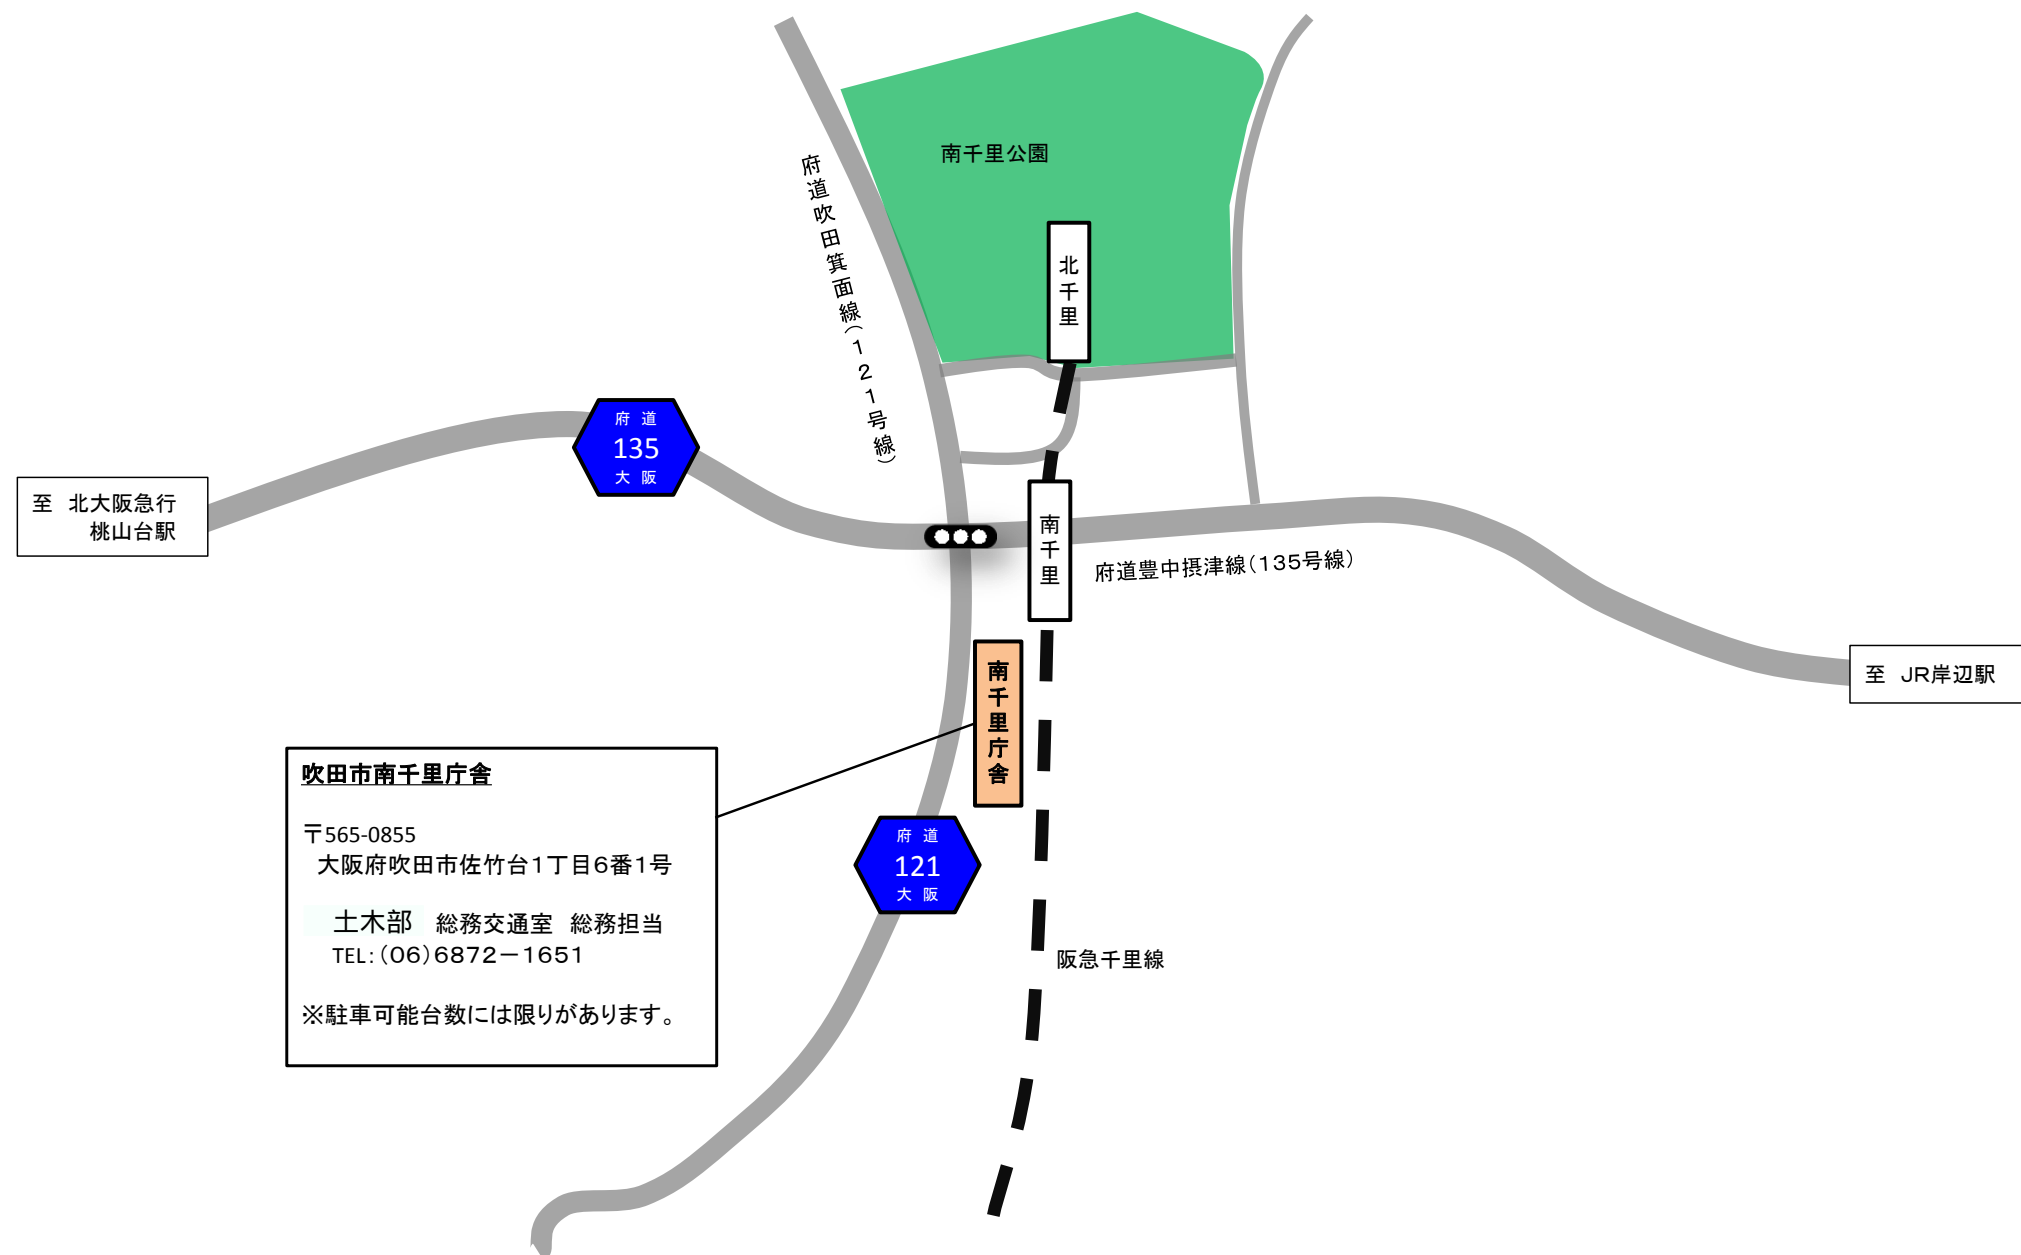 南千里公園
府道吹田箕面線（１２１号線）
北千里
府道
135
大阪
至　北大阪急行
桃山台駅
南千里
府道豊中摂津線（135号線）
至　JR岸辺駅
南千里庁舎
吹田市南千里庁舎
〒565-0855
大阪府吹田市佐竹台1丁目6番1号
土木部　総務交通室　総務担当
TEL：（06）6872－1651
※駐車可能台数には限りがあります。
府道
121
大阪
阪急千里線